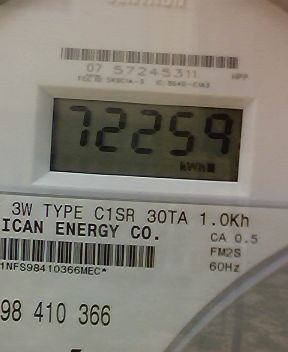 07 57245311 HPP
72259
kWh
3W TYPE C1SR 30TA 1.0Kh
ICAN ENERGY CO. CA 0.5
FM2S
1NFS98410366MEC* 60Hz
98 410 366